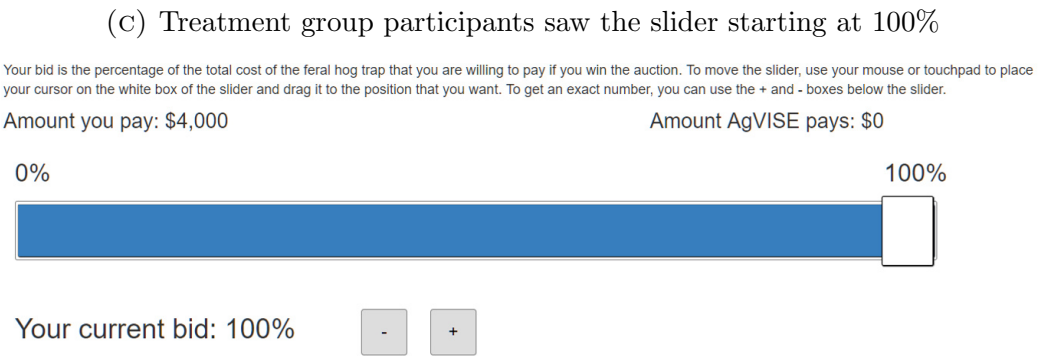 (C) Treatment group participants saw the slider starting at 100%
Your bid is the percentage of the total cost of the feral hog trap that you are willing to pay if you win the auction. To move the slider, use your mouse or touchpad to place
your cursor on the white box of the slider and drag it to the position that you want. To get an exact number, you can use the + and - boxes below the slider.
Amount you pay: $4,000 Amount AgVISE pays: $0
0% 100%
Your current bid: 100% - +